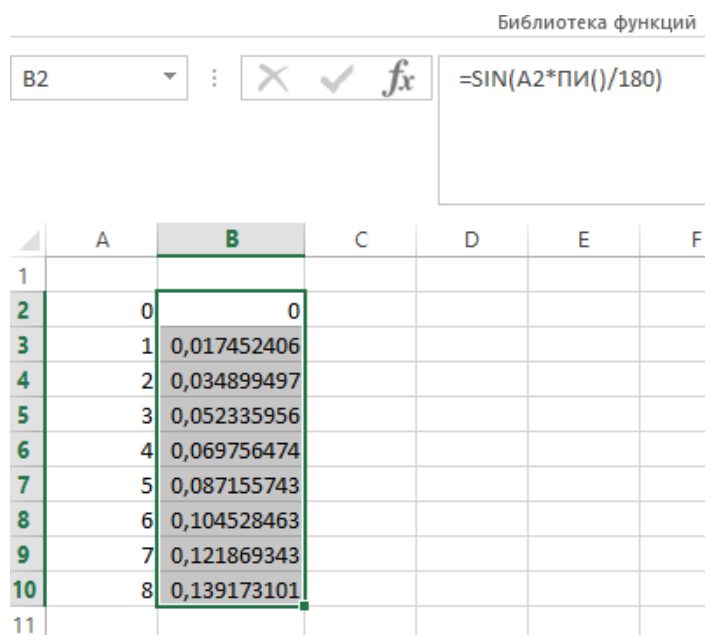 Библиотека функций
B2 fx =SIN(A2*ПИ()/180)
A B C D E F
1
2 0 0
3 1 0,017452406
4 2 0,034899497
5 3 0,052335956
6 4 0,069756474
7 5 0,087155743
8 6 0,104528463
9 7 0,121869343
10 8 0,139173101
11